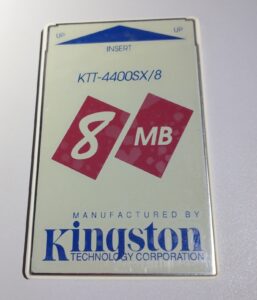 UP UP
INSERT
KTT-4400SX/8
8 MB
MANUFACTURED BY
Kingston
TECHNOLOGY CORPORATION